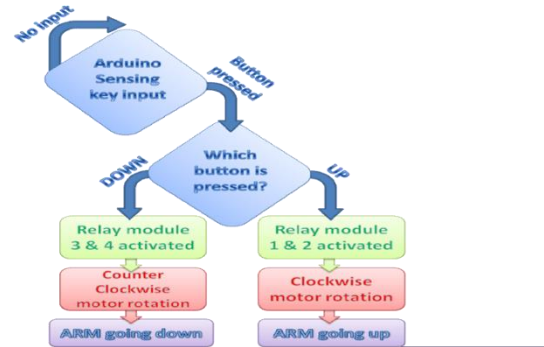 No input
Arduino
Sensing
key input
Button
pressed
Which
button is
pressed?
DOWN
UP
Relay module
3 & 4 activated
Relay module
1 & 2 activated
Counter
Clockwise
motor rotation
Clockwise
motor rotation
ARM going down
ARM going up